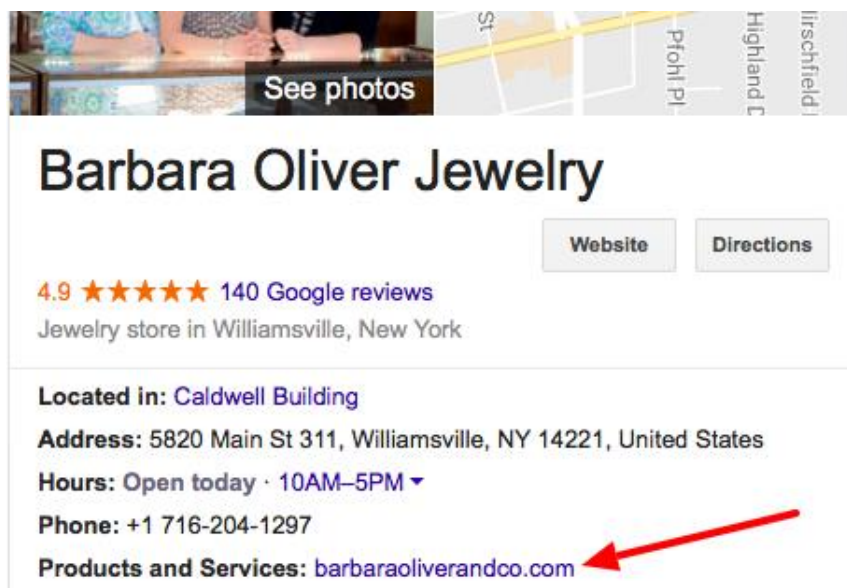 See photos
St
Pfohl Pl
Highland
Barbara Oliver Jewelry
Website
Directions
4.9 ★★★★★ 140 Google reviews
Jewelry store in Williamsville, New York
Located in: Caldwell Building
Address: 5820 Main St 311, Williamsville, NY 14221, United States
Hours: Open today · 10AM–5PM
Phone: +1 716-204-1297
Products and Services: barbaraoliverandco.com